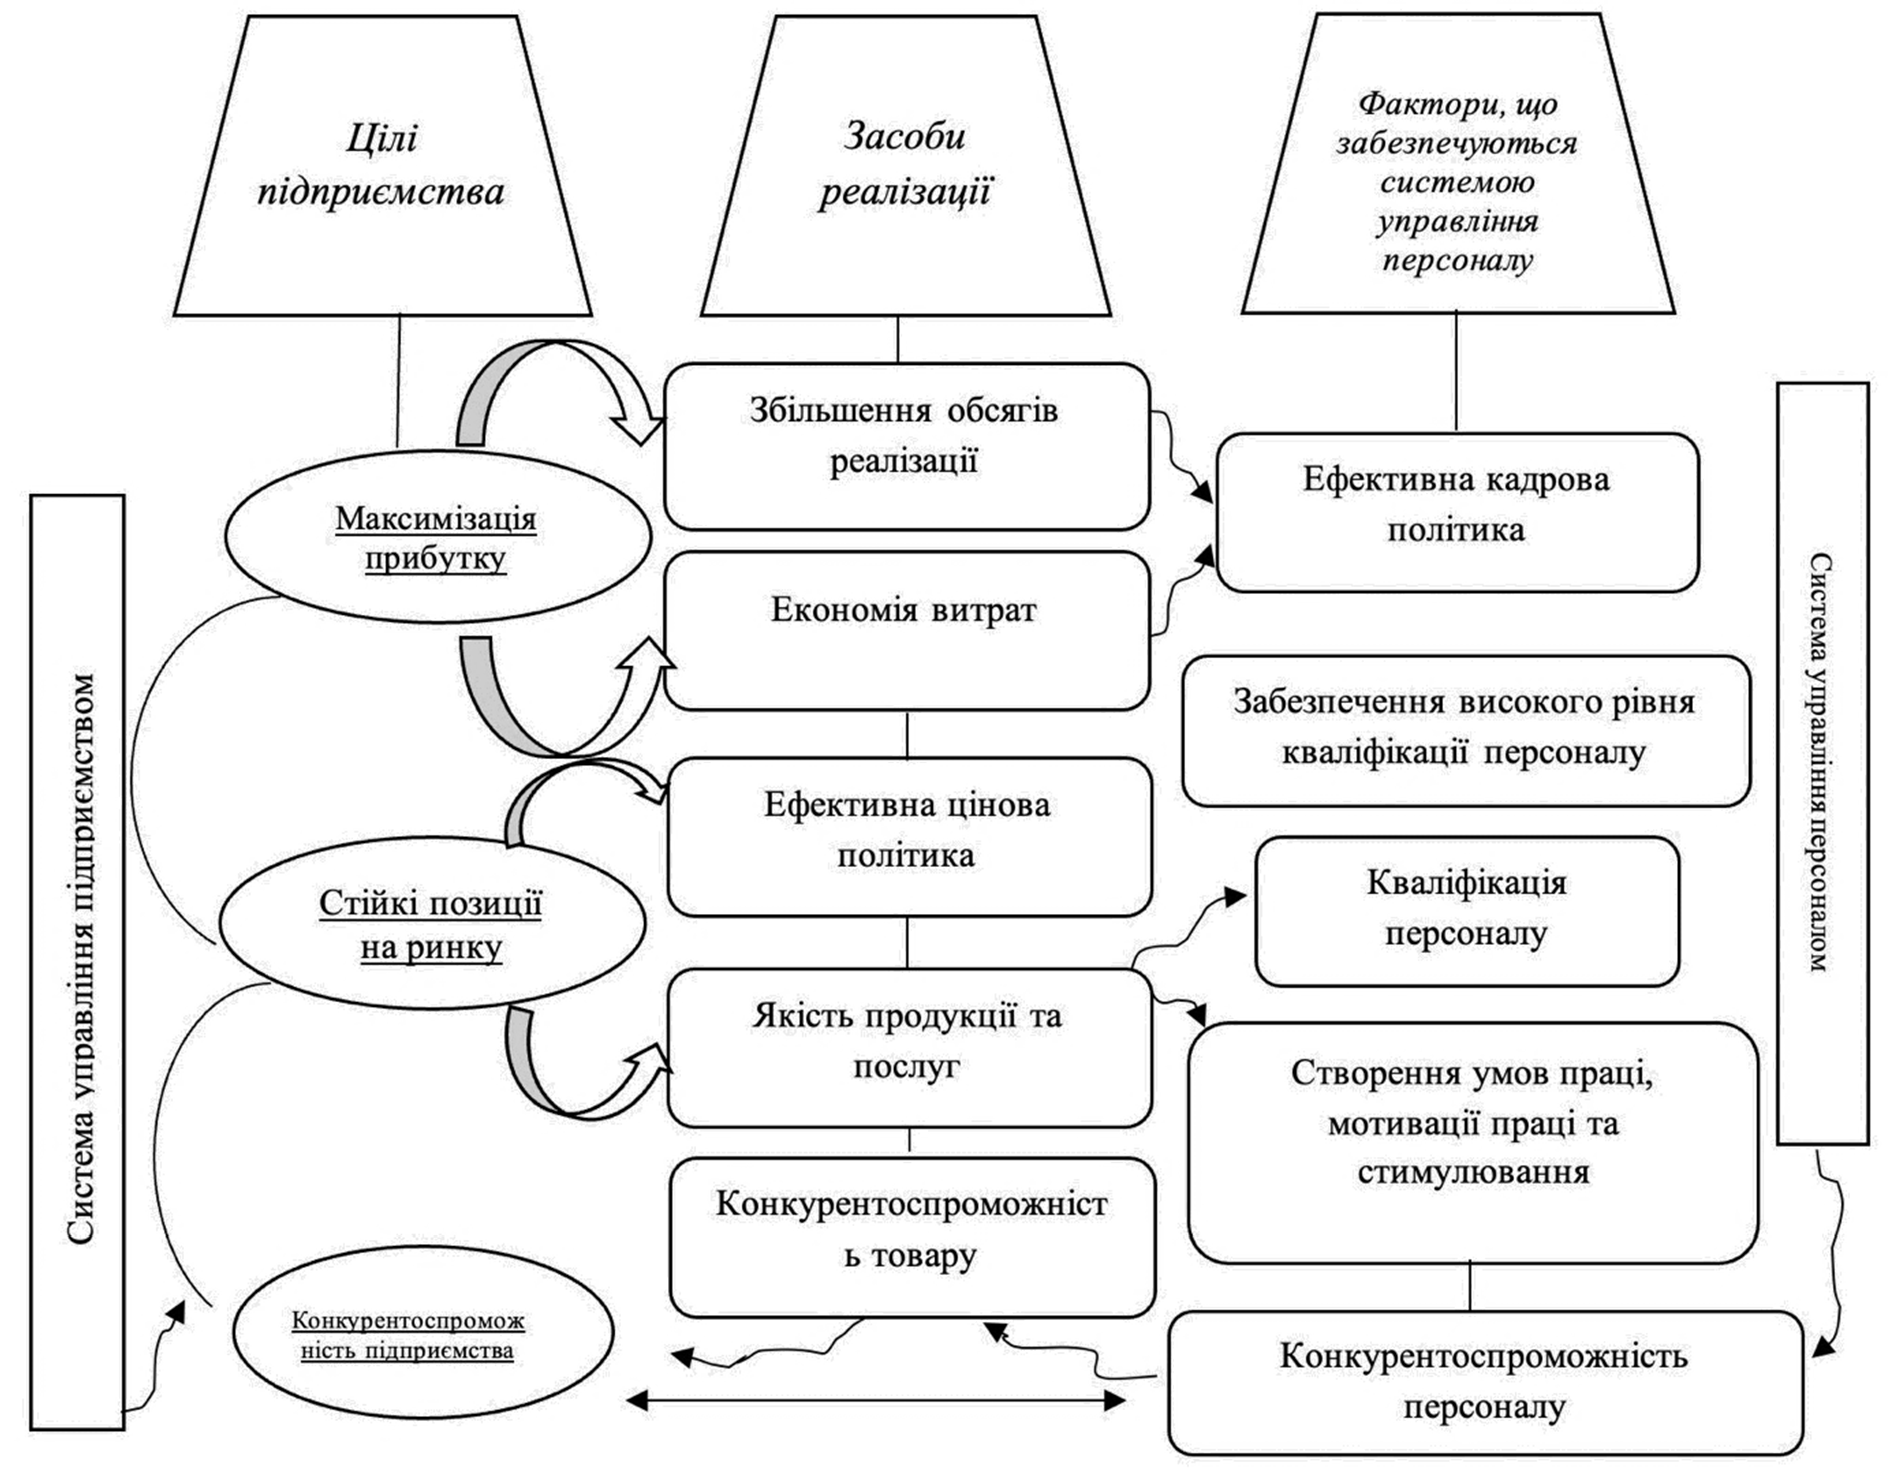 Цілі
підприємства
Засоби
реалізації
Фактори, що
забезпечуються
системою
управління
персоналу
Система управління підприємством
Максимізація
прибутку
Стійкі позиції
на ринку
Конкурентоспромож
ність підприємства
Збільшення обсягів
реалізації
Економія витрат
Ефективна цінова
політика
Якість продукції та
послуг
Конкурентоспроможніст
ь товару
Ефективна кадрова
політика
Забезпечення високого рівня
кваліфікації персоналу
Кваліфікація
персоналу
Створення умов праці,
мотивації праці та
стимулювання
Конкурентоспроможність
персоналу
Система управління персоналом